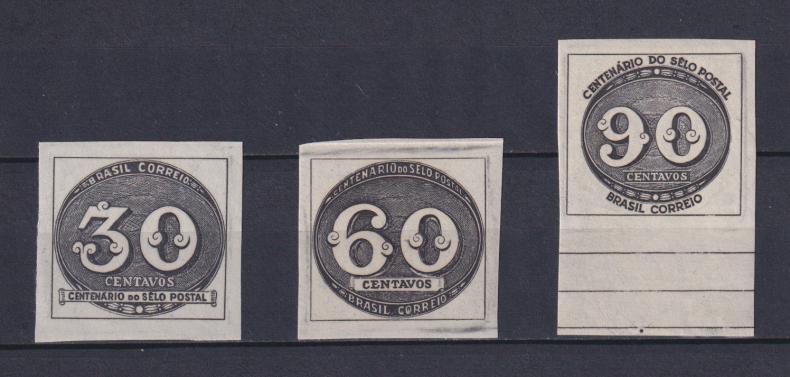 BRASIL CORREIO
30
CENTAVOS
CENTENÁRIO DO SÊLO POSTAL
CENTENARIO DO SÊLO POSTAL
60
CENTAVOS
BRASIL CORREIO
CENTENÁRIO DO SÊLO POSTAL
90
CENTAVOS
BRASIL CORREIO